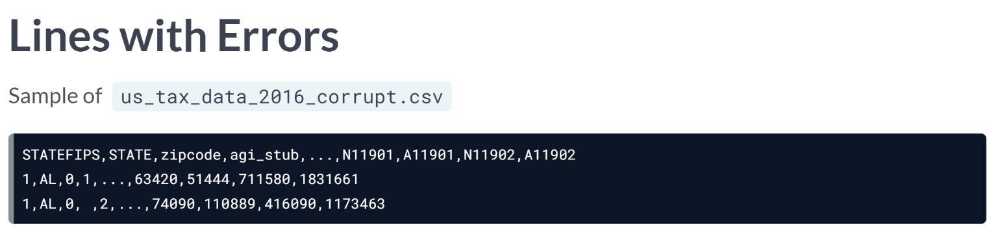 Lines with Errors
Sample of us_tax_data_2016_corrupt.csv
STATEFIPS,STATE,zipcode,agi_stub,...,N11901,A11901,N11902,A11902
1,AL,0,1,...,63420,51444,711580,1831661
1,AL,0, ,2,...,74090,110889,416090,1173463